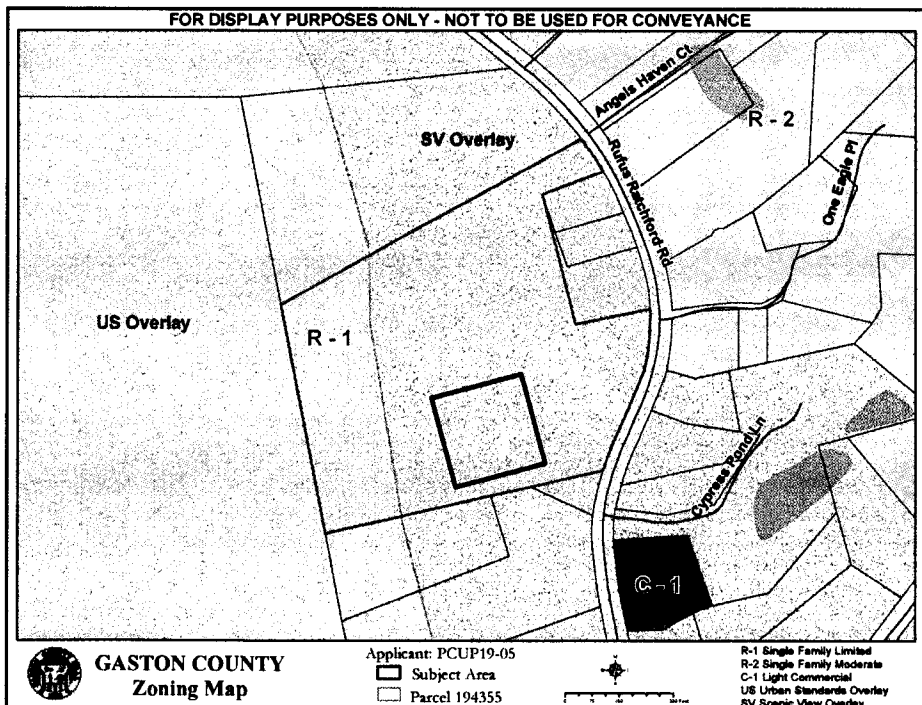 FOR DISPLAY PURPOSES ONLY - NOT TO BE USED FOR CONVEYANCE
Angels Haven Ct
R - 2
SV Overlay
Rufus Ratchford Rd
One Eagle Pl
US Overlay
R - 1
Cypress Pond Ln
C - 1
GASTON COUNTY
Zoning Map
Applicant: PCUP19-05
Subject Area
Parcel 194355
R-1 Single Family Limited
R-2 Single Family Moderate
C-1 Light Commercial
US Urban Standards Overlay
SV Scenic View Overlay